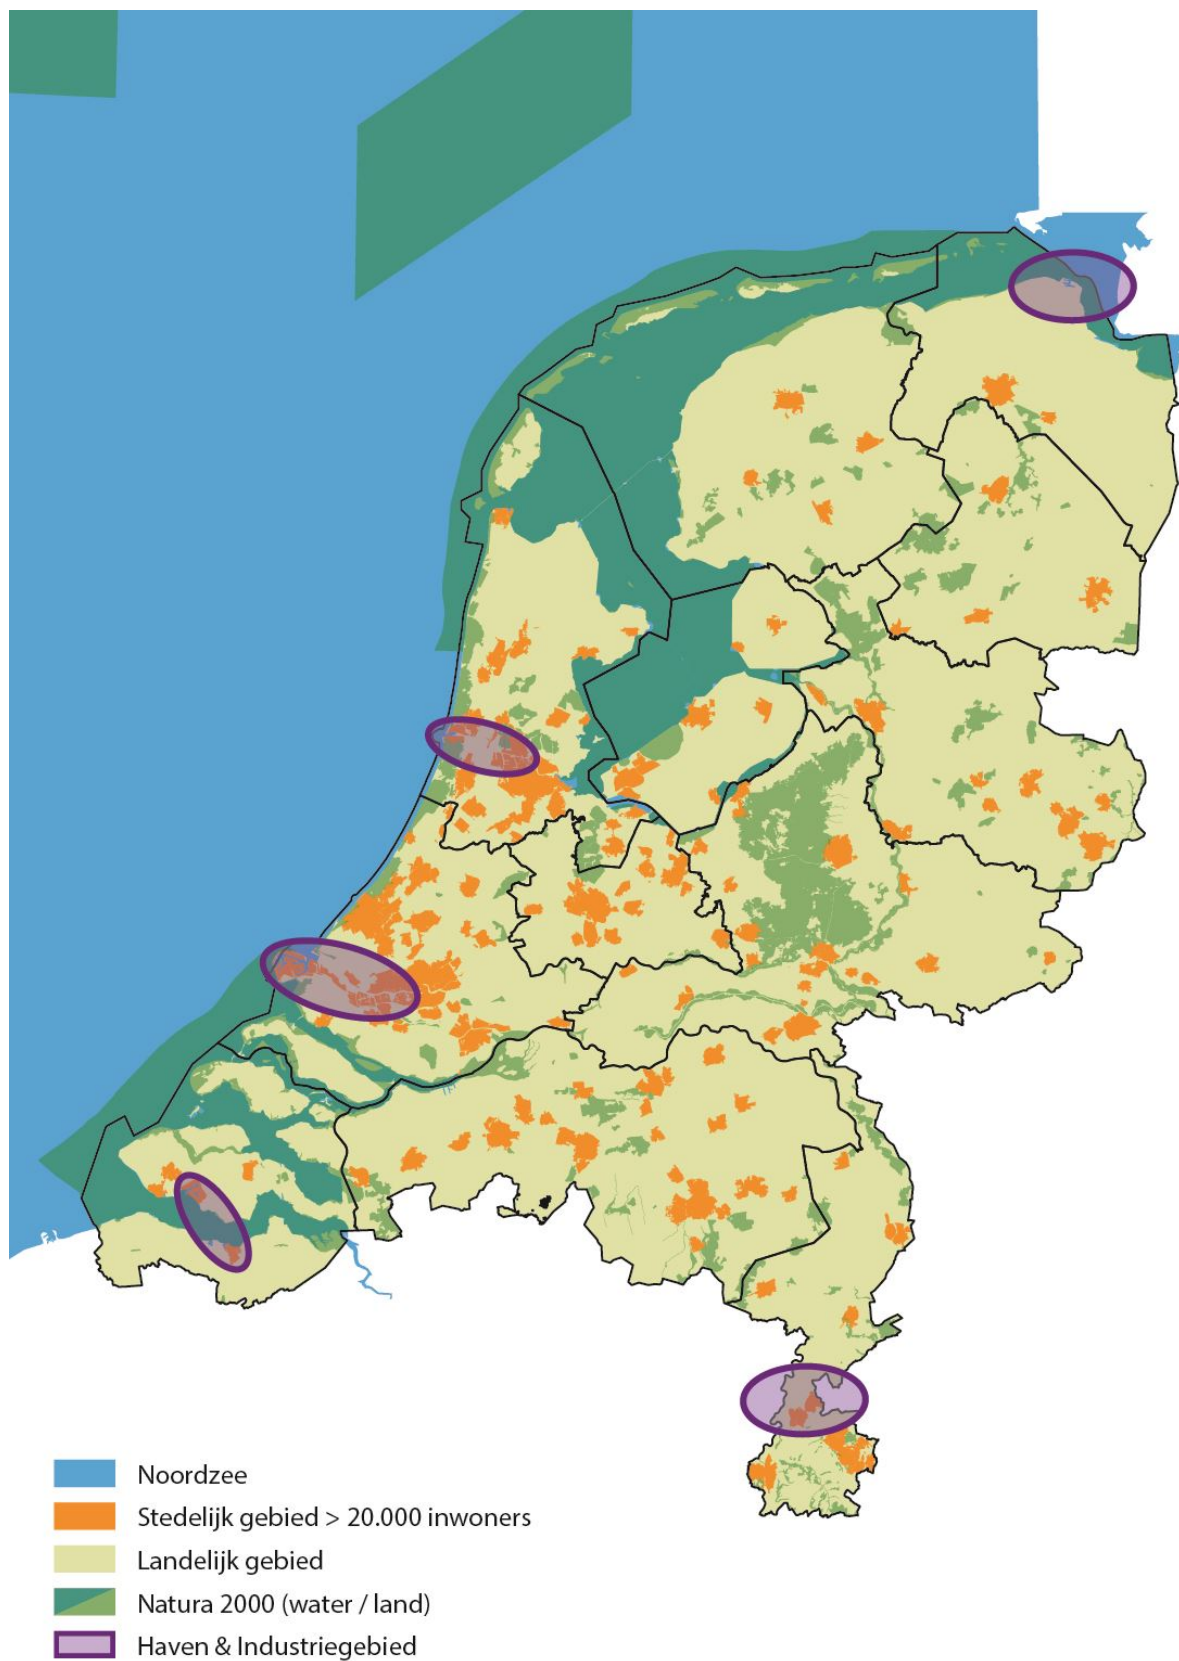 Noordzee
Stedelijk gebied > 20.000 inwoners
Landelijk gebied
Natura 2000 (water / land)
Haven & Industriegebied